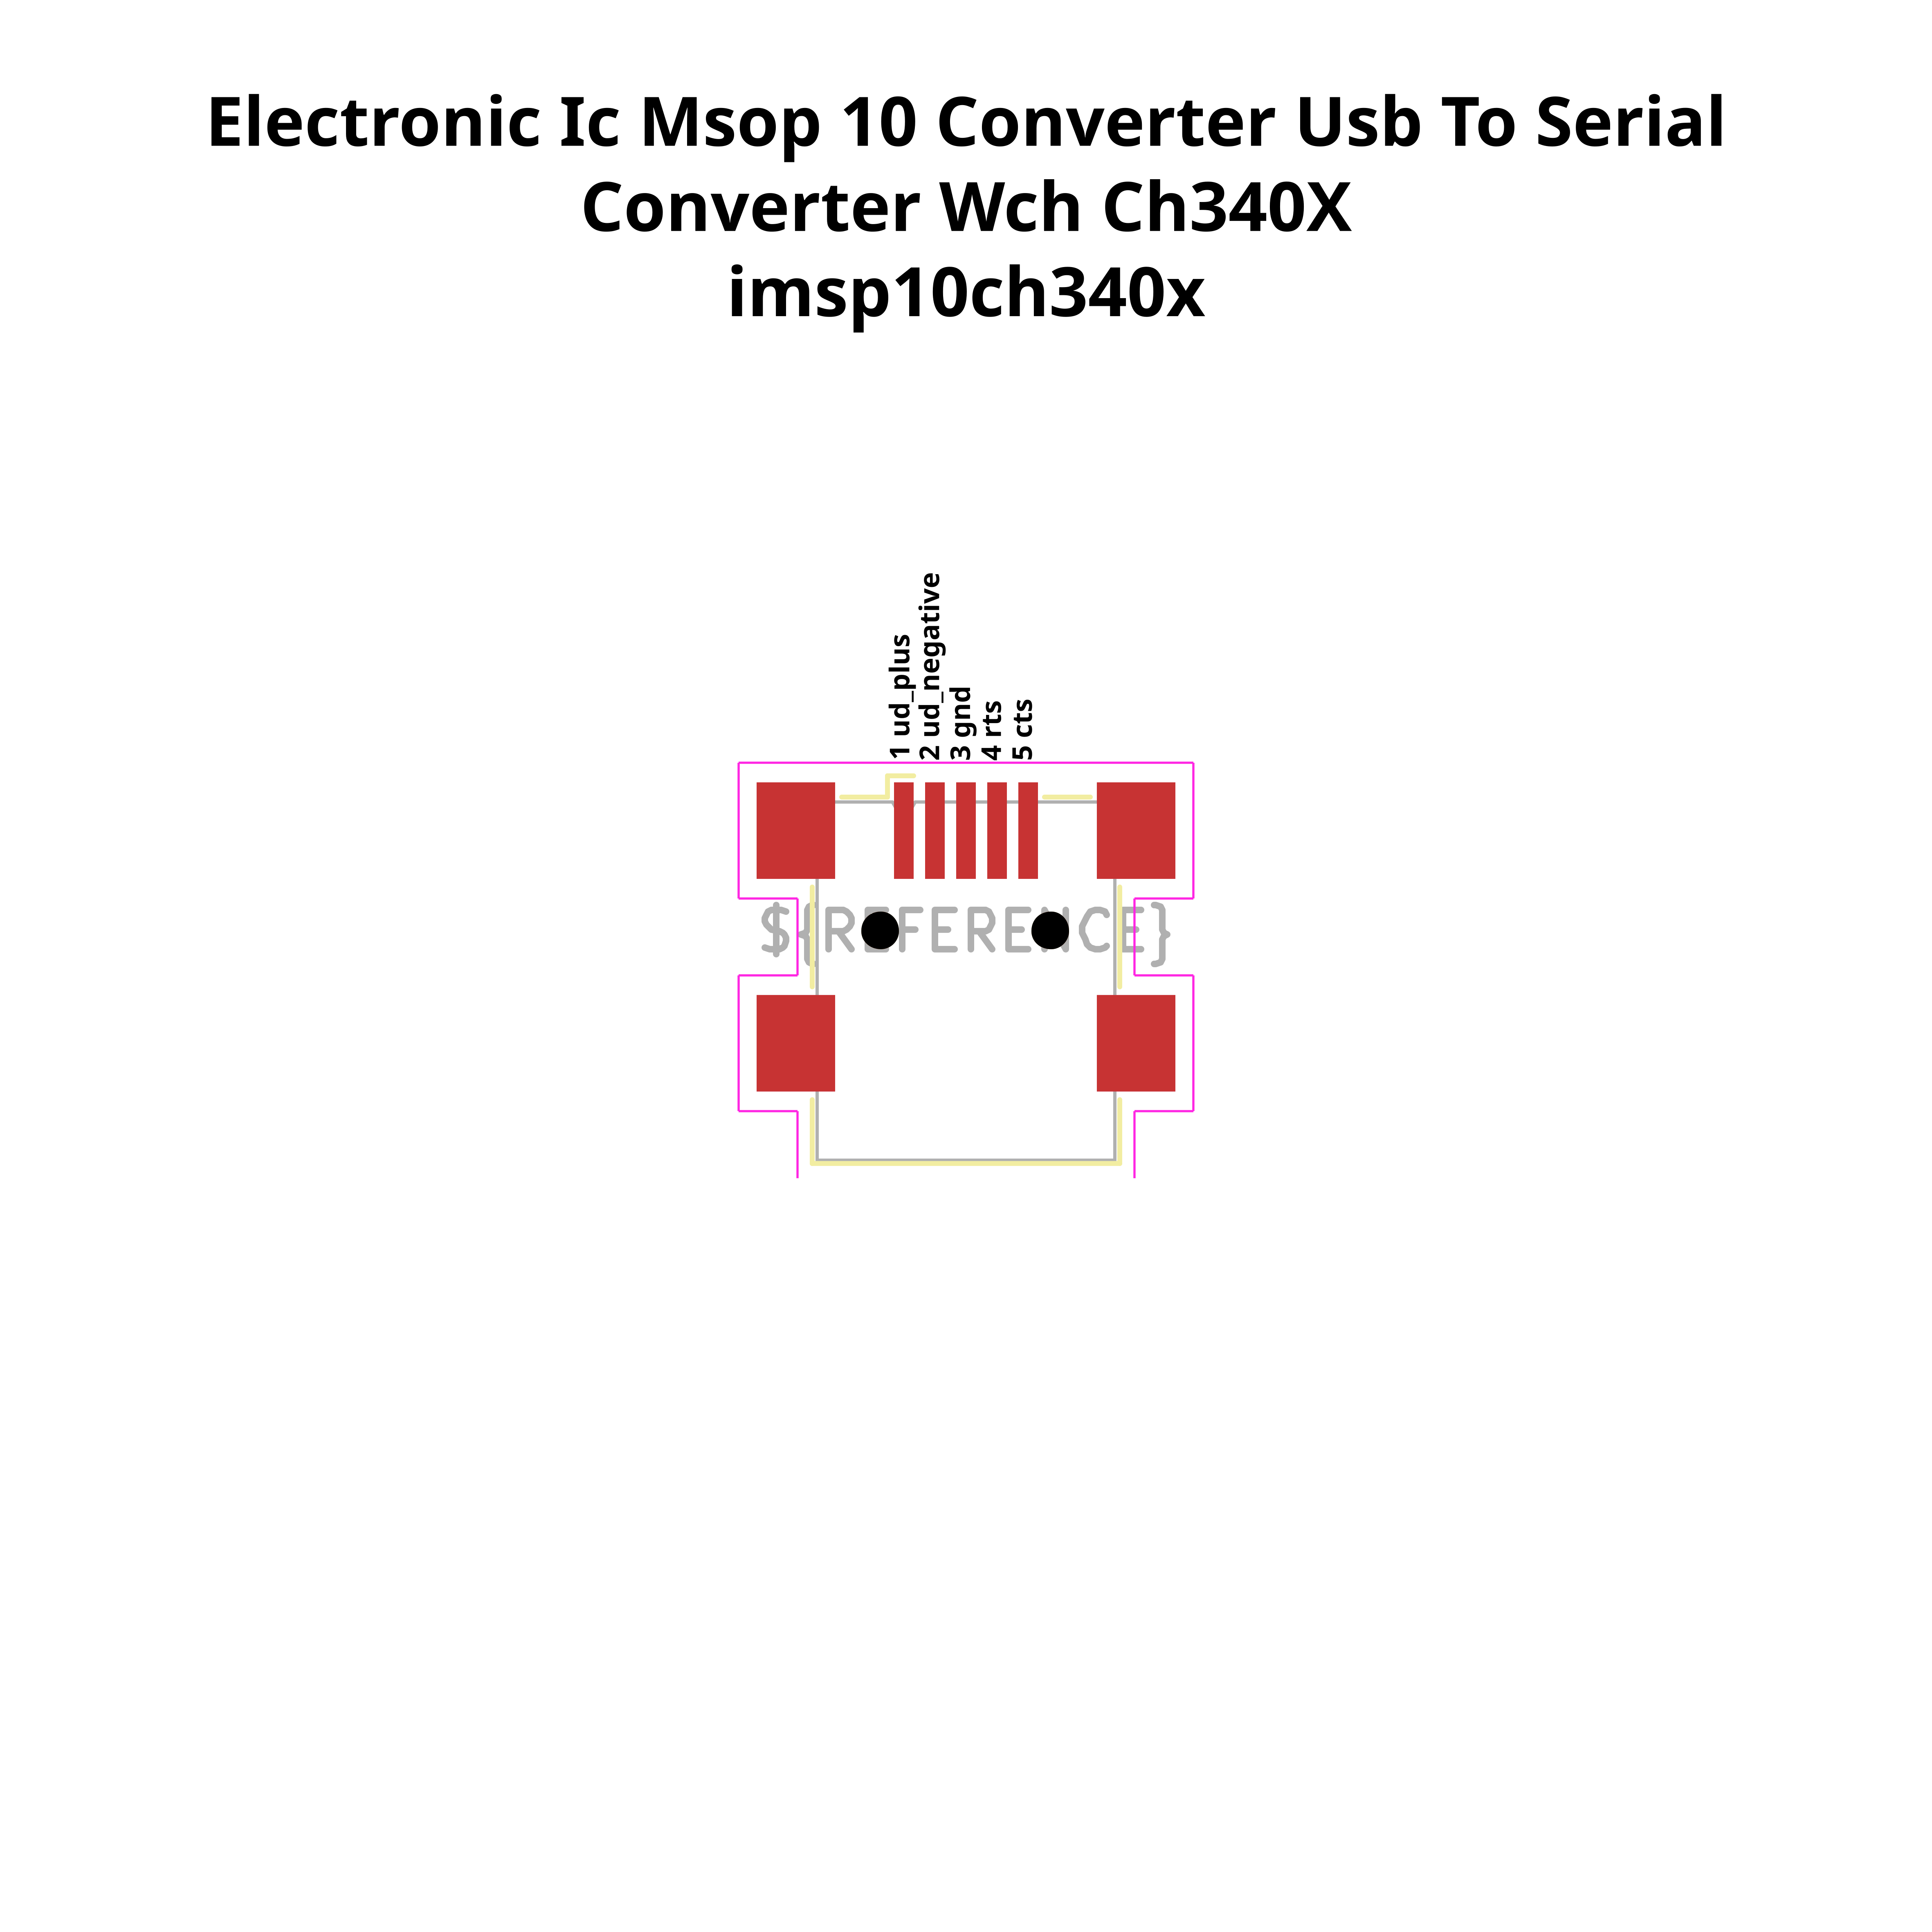 Electronic Ic Msop 10 Converter Usb To Serial
Converter Wch Ch340X
imsp10ch340x
1 ud_plus
2 ud_negative
3 gnd
4 rts
5 cts
${REFERENCE}